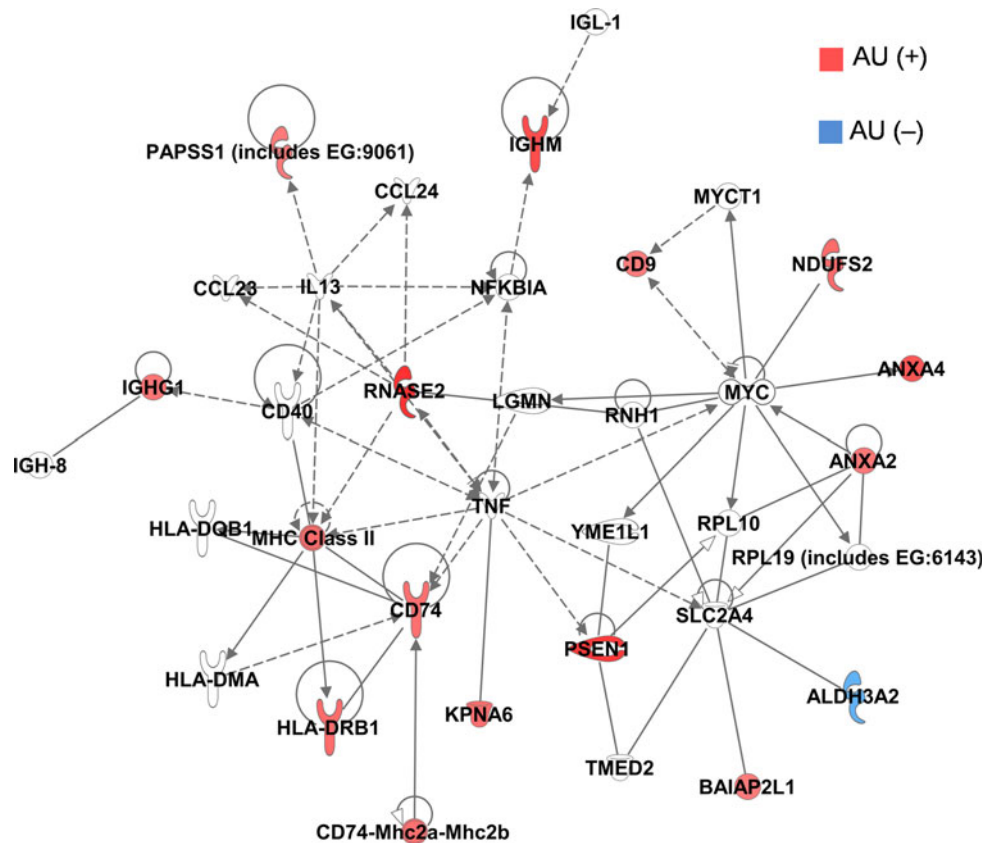 IGL-1
AU (+)
AU (–)
PAPSS1 (includes EG:9061)
IGHM
CCL24
MYCT1
CD9
NDUFS2
CCL23
IL13
NFKBIA
IGHG1
CD40
RNASE2
LGMN
RNH1
MYC
ANXA4
IGH-8
ANXA2
HLA-DQB1
MHC Class II
TNF
YME1L1
RPL10
RPL19 (includes EG:6143)
CD74
SLC2A4
PSEN1
HLA-DMA
ALDH3A2
HLA-DRB1
KPNA6
TMED2
BAIAP2L1
CD74-Mhc2a-Mhc2b